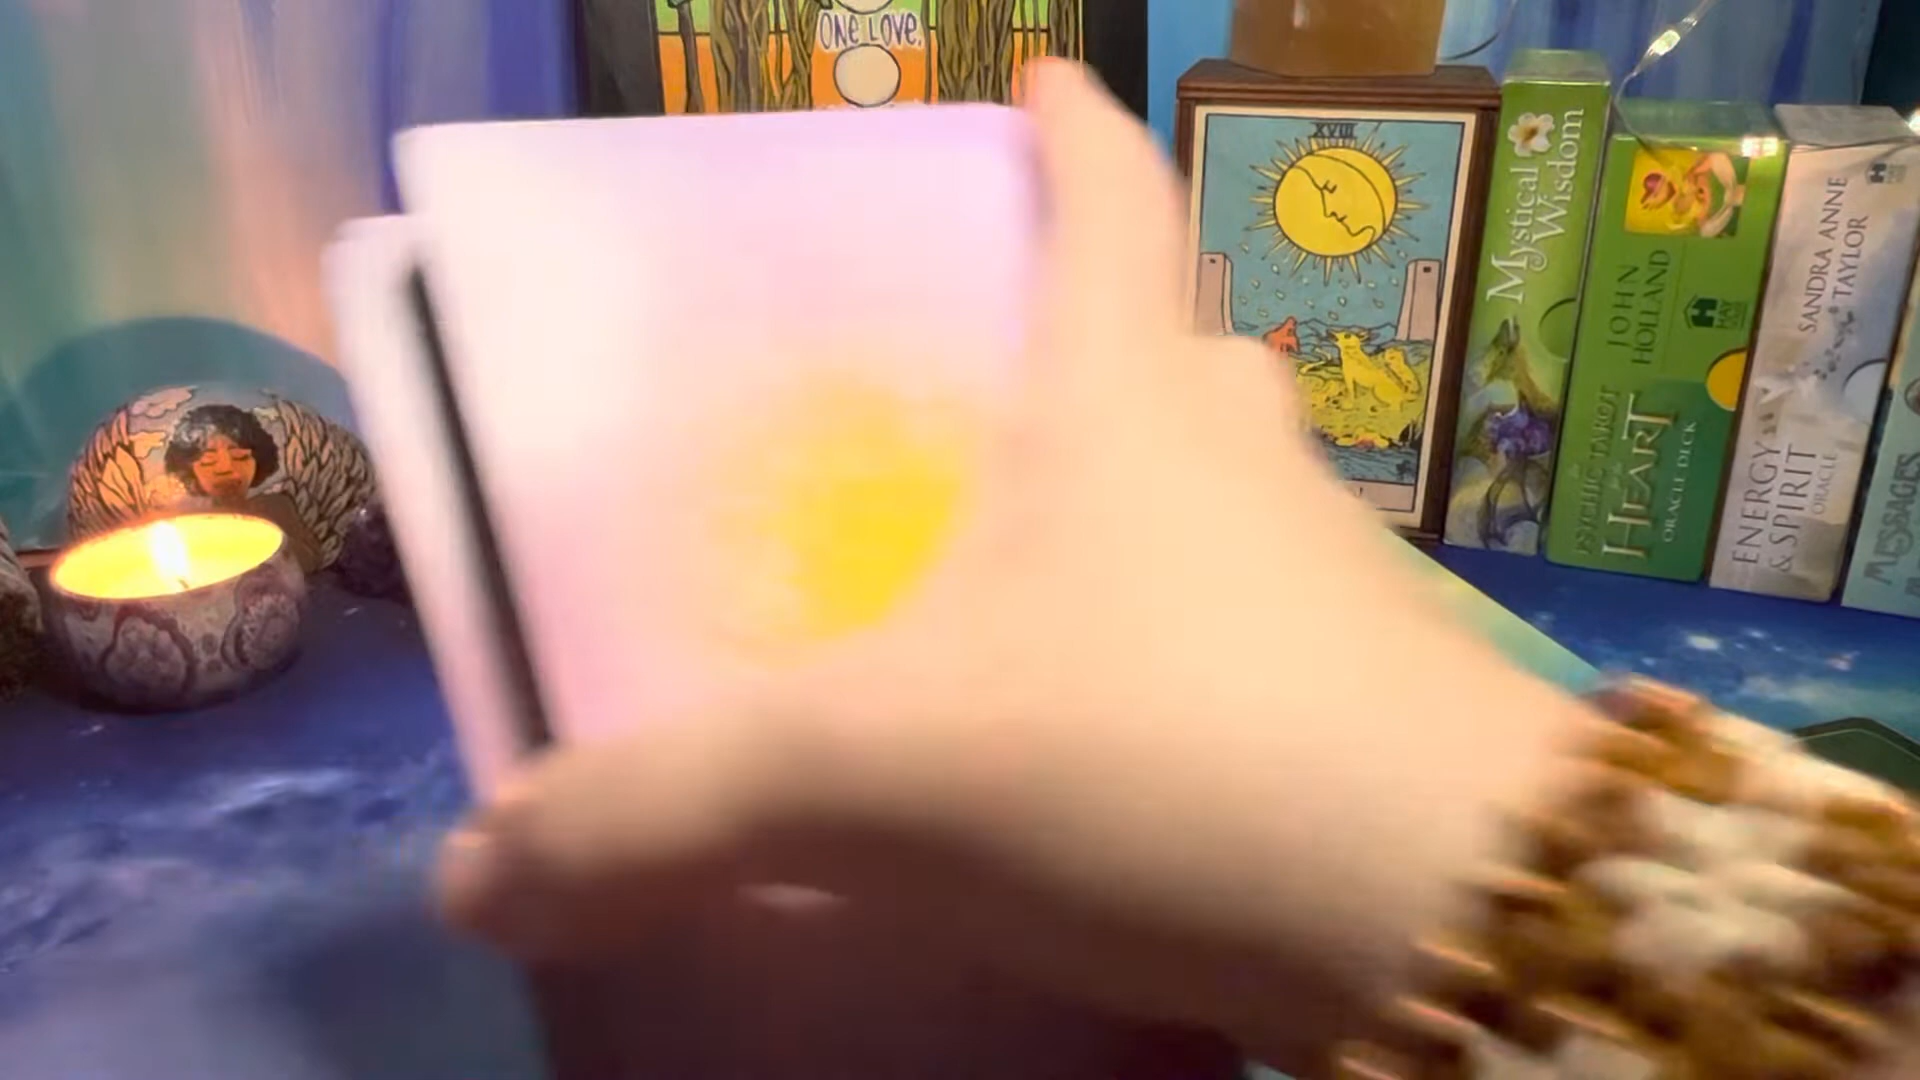 ONE LOVE.
XVIII
Mystical
Wisdom
JOHN
HOLLAND
HAY
PSYCHIC TAROT
HEART
ORACLE DECK
SANDRA ANNE
TAYLOR
ENERGY
& SPIRIT
ORACLE
MESSAGES